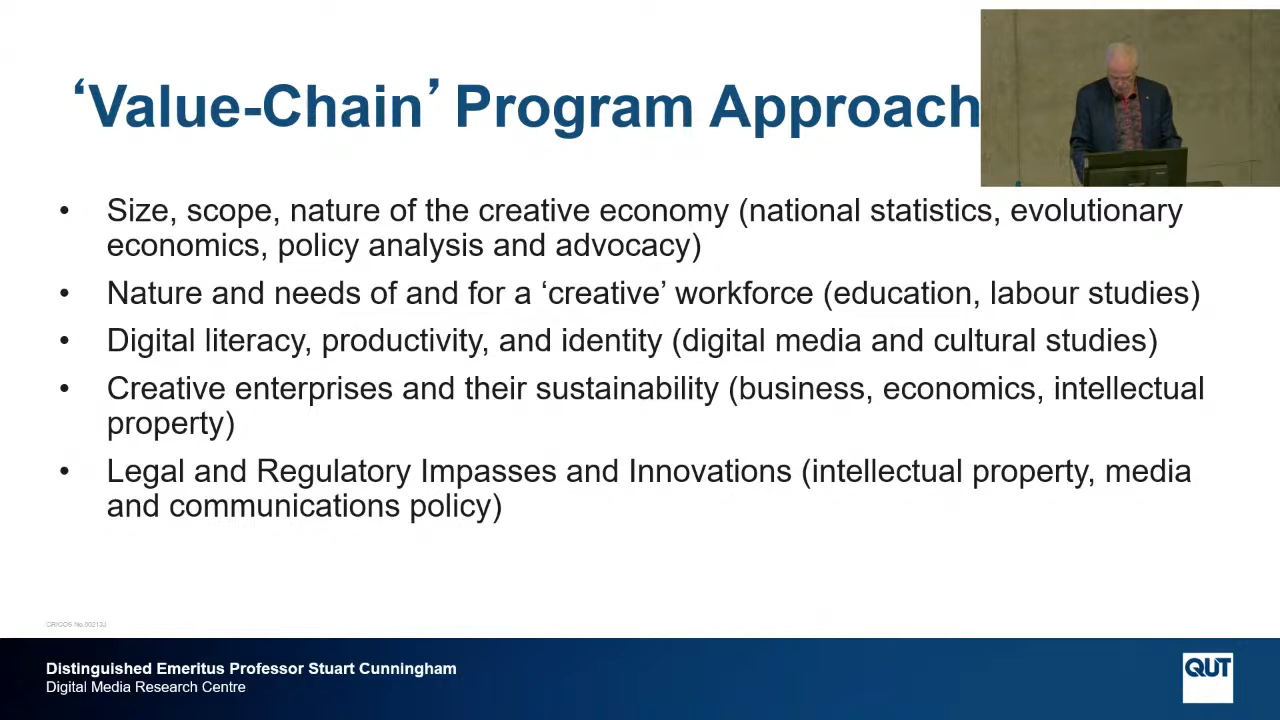 ‘Value-Chain’ Program Approach
• Size, scope, nature of the creative economy (national statistics, evolutionary
economics, policy analysis and advocacy)
• Nature and needs of and for a ‘creative’ workforce (education, labour studies)
• Digital literacy, productivity, and identity (digital media and cultural studies)
• Creative enterprises and their sustainability (business, economics, intellectual
property)
• Legal and Regulatory Impasses and Innovations (intellectual property, media
and communications policy)
CRICOS No.00213J
Distinguished Emeritus Professor Stuart Cunningham
Digital Media Research Centre
QUT